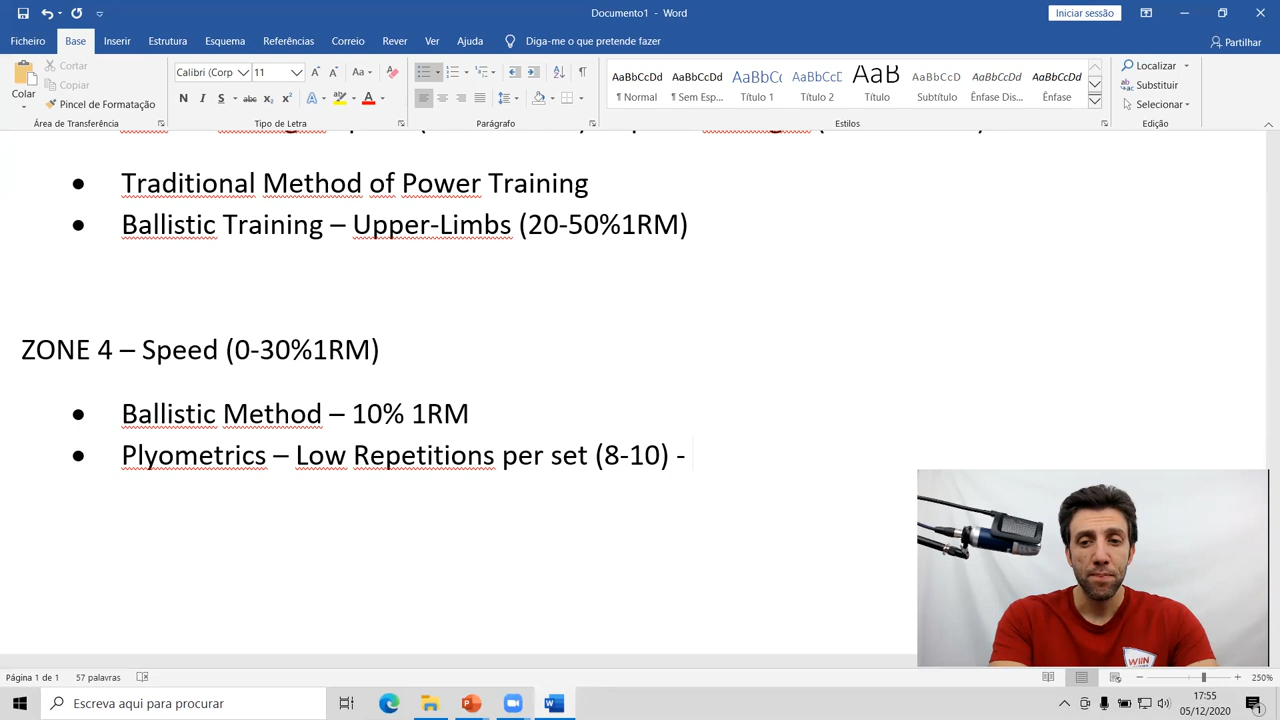 Documento1 - Word
Iniciar sessão
Ficheiro Base Inserir Estrutura Esquema Referências Correio Rever Ver Ajuda Diga-me o que pretende fazer Partilhar
Colar
Cortar
Copiar
Pincel de Formatação
Área de Transferência
Calibri (Corp 11
Tipo de Letra
Parágrafo
AaBbCcDd AaBbCcDd AaBbCc AaBbCcC AaB AaBbCcD AaBbCcDd AaBbCcDd
¶ Normal ¶ Sem Esp... Título 1 Título 2 Título Subtítulo Ênfase Dis... Ênfase
Estilos
Localizar
Substituir
Selecionar
Edição
• Traditional Method of Power Training
• Ballistic Training – Upper-Limbs (20-50%1RM)
ZONE 4 – Speed (0-30%1RM)
• Ballistic Method – 10% 1RM
• Plyometrics – Low Repetitions per set (8-10) -
WIIN
Página 1 de 1 57 palavras 250%
Escreva aqui para procurar
17:55
05/12/2020